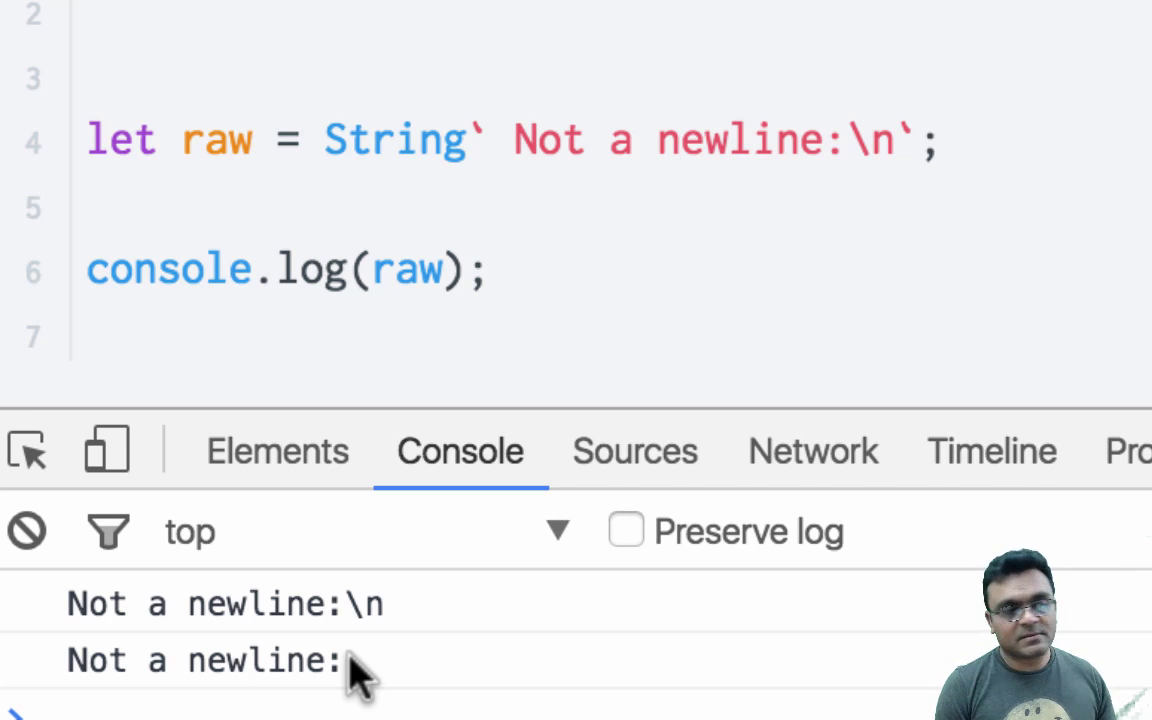 2
3
4 let raw = String` Not a newline:\n`;
5
6 console.log(raw);
7
Elements Console Sources Network Timeline Pro
top Preserve log
Not a newline:\n
Not a newline: